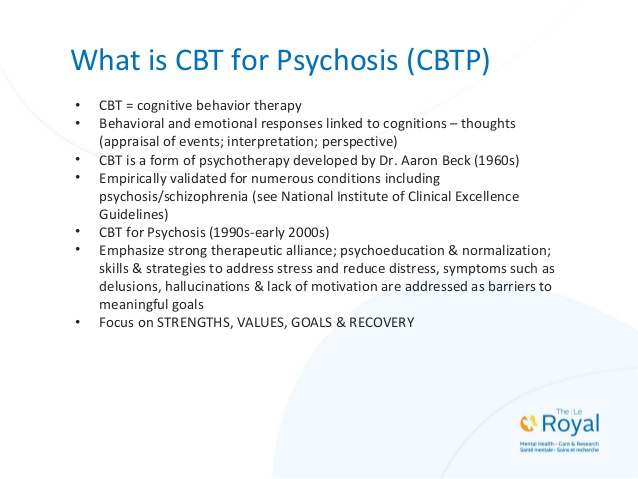 What is CBT for Psychosis (CBTP)
• CBT = cognitive behavior therapy
• Behavioral and emotional responses linked to cognitions – thoughts
(appraisal of events; interpretation; perspective)
• CBT is a form of psychotherapy developed by Dr. Aaron Beck (1960s)
• Empirically validated for numerous conditions including
psychosis/schizophrenia (see National Institute of Clinical Excellence
Guidelines)
• CBT for Psychosis (1990s-early 2000s)
• Emphasize strong therapeutic alliance; psychoeducation & normalization;
skills & strategies to address stress and reduce distress, symptoms such as
delusions, hallucinations & lack of motivation are addressed as barriers to
meaningful goals
• Focus on STRENGTHS, VALUES, GOALS & RECOVERY
The | Le
Royal
Mental Health - Care & Research
Santé mentale - Soins et recherche